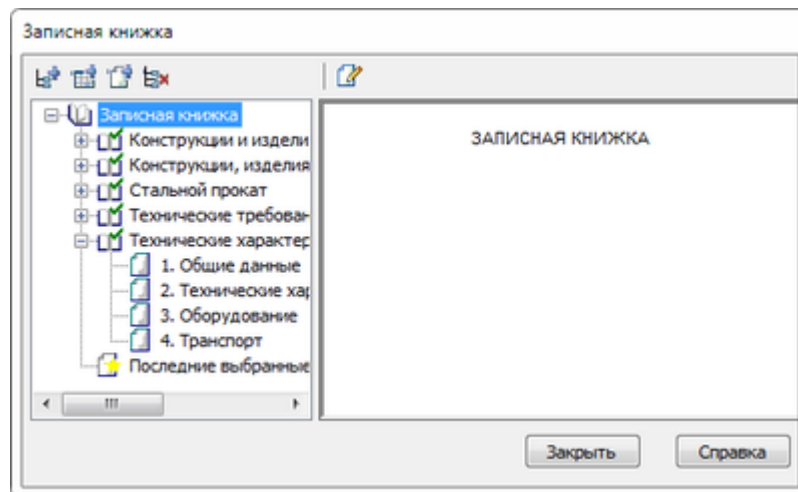 Записная книжка
Записная книжка
Конструкции и издели
Конструкции, изделия
Стальной прокат
Технические требован
Технические характер
1. Общие данные
2. Технические хар
3. Оборудование
4. Транспорт
Последние выбранные
ЗАПИСНАЯ КНИЖКА
Закрыть
Справка